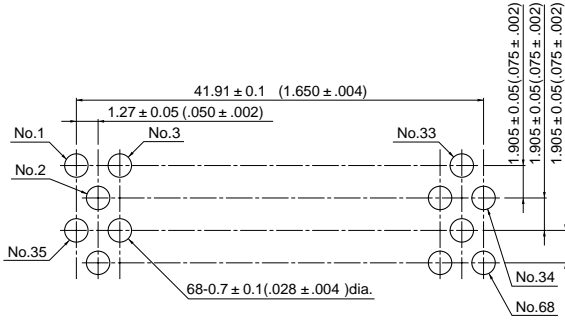 1.905 ± 0.05 (.075 ± .002)
1.905 ± 0.05 (.075 ± .002)
1.905 ± 0.05 (.075 ± .002)
41.91 ± 0.1 (1.650 ± .004)
1.27 ± 0.05 (.050 ± .002)
No.1
No.3
No.33
No.2
No.35
No.34
68-0.7 ± 0.1(.028 ± .004 )dia.
No.68